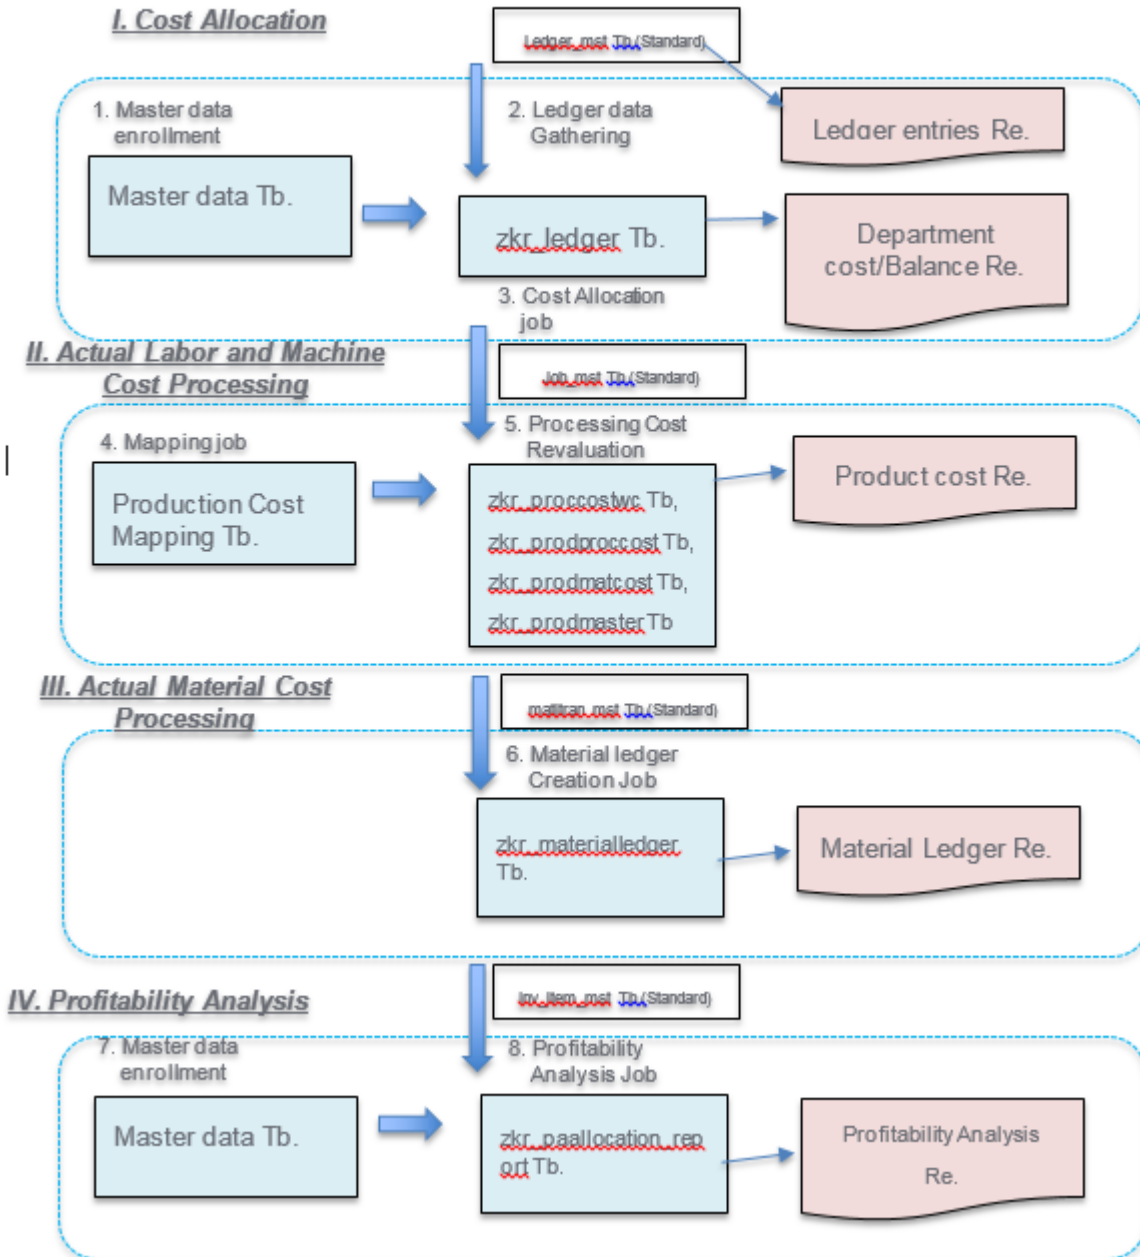 I. Cost Allocation
Ledger_mst Tb.(Standard)
1. Master data
enrollment
2. Ledger data
Gathering
Ledger entries Re.
Master data Tb.
zkr_ledger Tb.
Department
cost/Balance Re.
3. Cost Allocation
job
II. Actual Labor and Machine
Cost Processing
Job_mst Tb.(Standard)
4. Mapping job
5. Processing Cost
Revaluation
Production Cost
Mapping Tb.
zkr_proccostwc Tb,
zkr_prodproccost Tb,
zkr_prodmatcost Tb,
zkr_prodmaster Tb
Product cost Re.
III. Actual Material Cost
Processing
matltran_mst Tb.(Standard)
6. Material ledger
Creation Job
zkr_materialledger
Tb.
Material Ledger Re.
IV. Profitability Analysis
Inv_item_mst Tb.(Standard)
7. Master data
enrollment
8. Profitability
Analysis Job
Master data Tb.
zkr_paallocation_rep
ort Tb.
Profitability Analysis
Re.